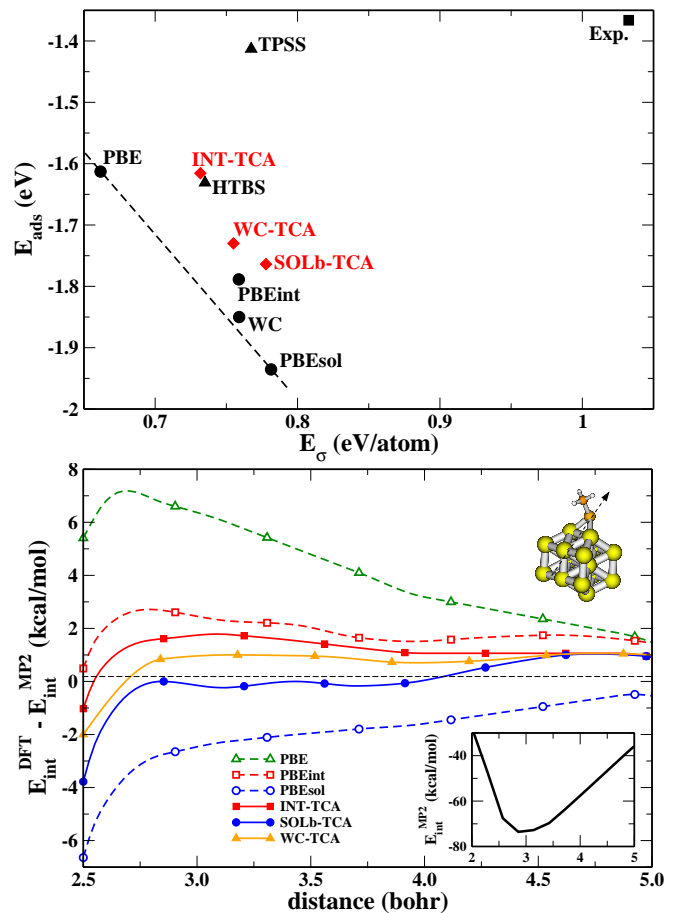 -1.4
-1.5
-1.6
-1.7
-1.8
-1.9
-2
E_ads (eV)
TPSS
Exp.
PBE
INT-TCA
HTBS
WC-TCA
SOLb-TCA
PBEint
WC
PBEsol
0.7 0.8 0.9 1
E_σ (eV/atom)
8
6
4
2
0
-2
-4
-6
E_int^DFT - E_int^MP2 (kcal/mol)
PBE
PBEint
PBEsol
INT-TCA
SOLb-TCA
WC-TCA
E_int^MP2 (kcal/mol)
-40
-60
-80
2 3 4 5
2.5 3.0 3.5 4.0 4.5 5.0
distance (bohr)